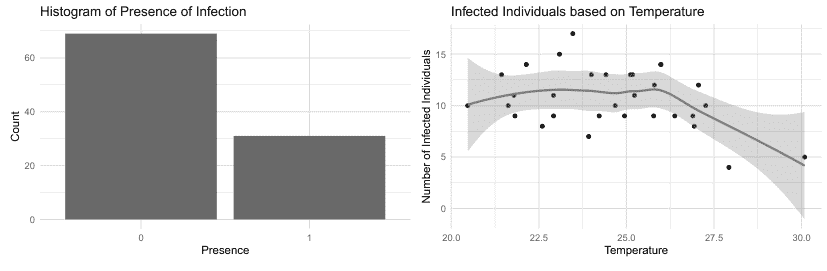 Histogram of Presence of Infection
Count
60
40
20
0
0 1
Presence
Infected Individuals based on Temperature
Number of Infected Individuals
15
10
5
0
20.0 22.5 25.0 27.5 30.0
Temperature